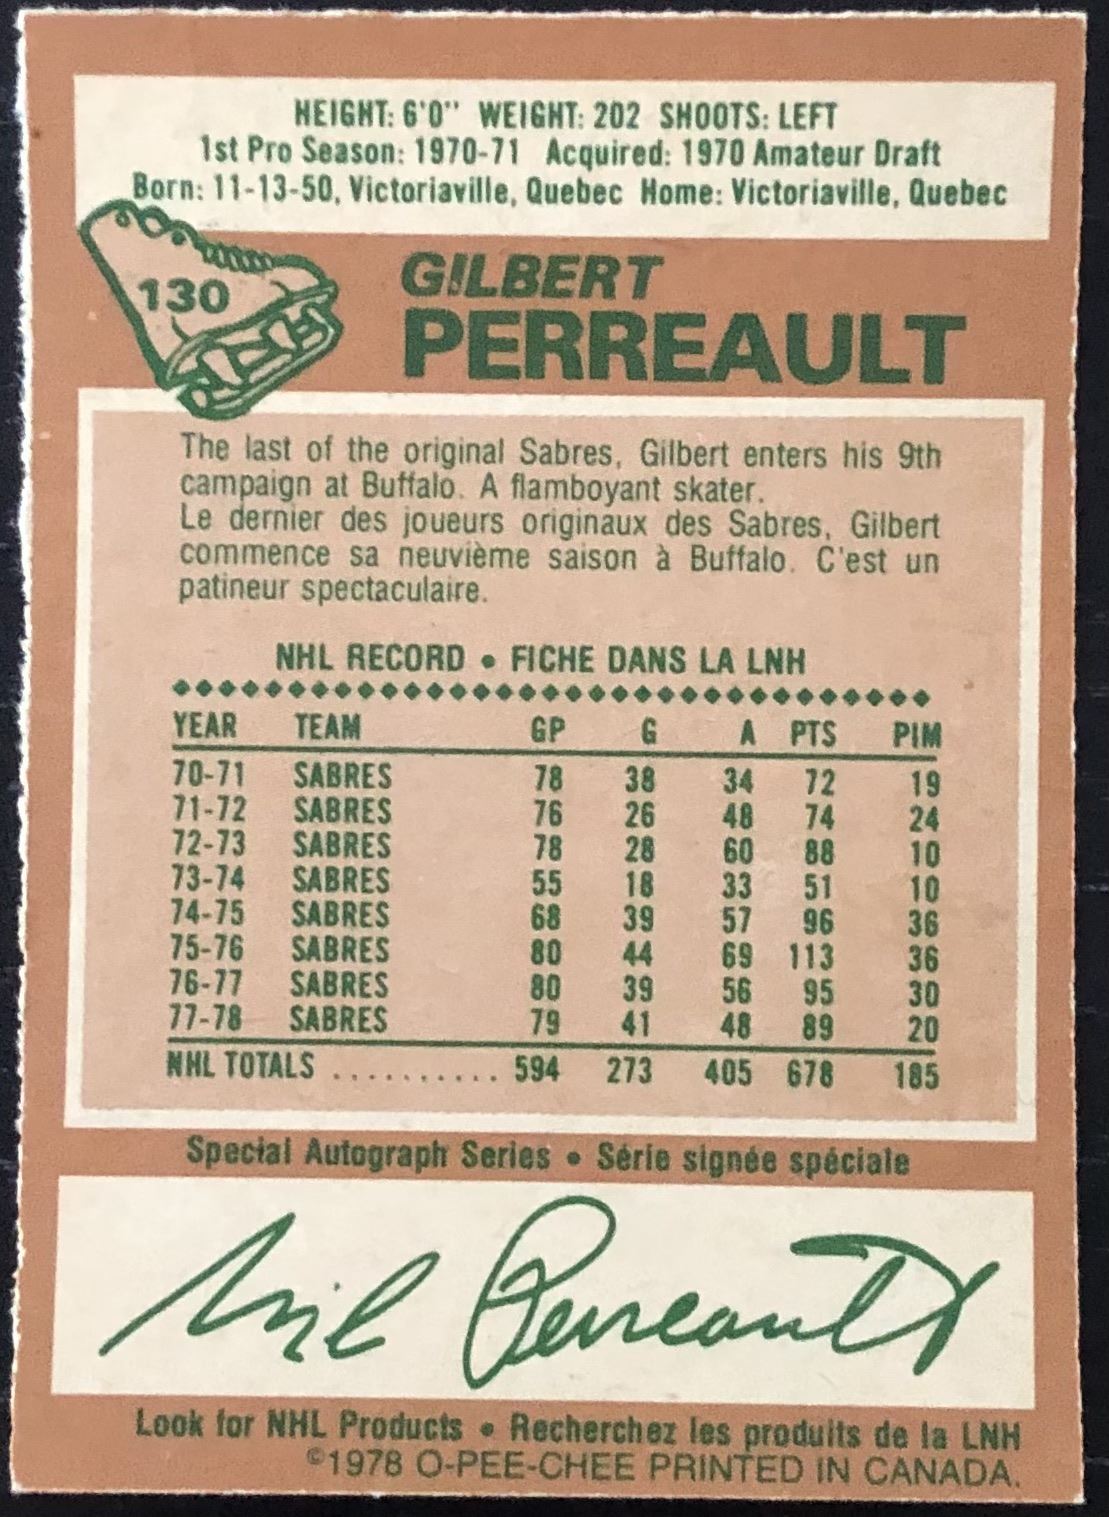 HEIGHT: 6'0" WEIGHT: 202 SHOOTS: LEFT
1st Pro Season: 1970-71 Acquired: 1970 Amateur Draft
Born: 11-13-50, Victoriaville, Quebec Home: Victoriaville, Quebec
130
GILBERT
PERREAULT
The last of the original Sabres, Gilbert enters his 9th
campaign at Buffalo. A flamboyant skater.
Le dernier des joueurs originaux des Sabres, Gilbert
commence sa neuvième saison à Buffalo. C'est un
patineur spectaculaire.
NHL RECORD • FICHE DANS LA LNH
YEAR TEAM GP G A PTS PIM
70-71 SABRES 78 38 34 72 19
71-72 SABRES 76 26 48 74 24
72-73 SABRES 78 28 60 88 10
73-74 SABRES 55 18 33 51 10
74-75 SABRES 68 39 57 96 36
75-76 SABRES 80 44 69 113 36
76-77 SABRES 80 39 56 95 30
77-78 SABRES 79 41 48 89 20
NHL TOTALS .......... 594 273 405 678 185
Special Autograph Series • Série signée spéciale
Gil Perreault
Look for NHL Products • Recherchez les produits de la LNH
©1978 O-PEE-CHEE PRINTED IN CANADA.